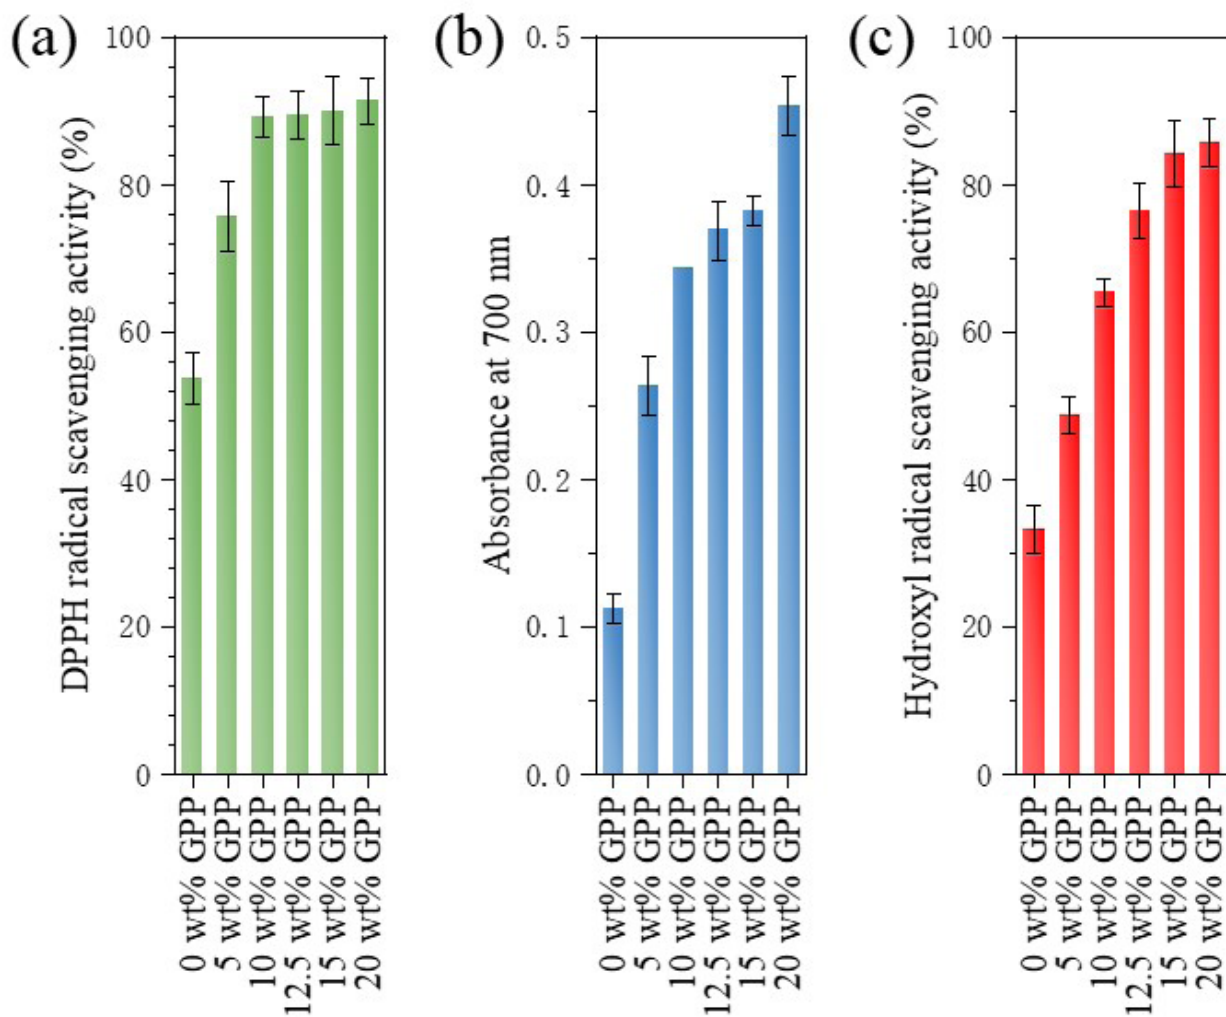 (a)
DPPH radical scavenging activity (%)
100
80
60
40
20
0
0 wt% GPP
5 wt% GPP
10 wt% GPP
12.5 wt% GPP
15 wt% GPP
20 wt% GPP
(b)
Absorbance at 700 nm
0.5
0.4
0.3
0.2
0.1
0.0
0 wt% GPP
5 wt% GPP
10 wt% GPP
12.5 wt% GPP
15 wt% GPP
20 wt% GPP
(c)
Hydroxyl radical scavenging activity (%)
100
80
60
40
20
0
0 wt% GPP
5 wt% GPP
10 wt% GPP
12.5 wt% GPP
15 wt% GPP
20 wt% GPP